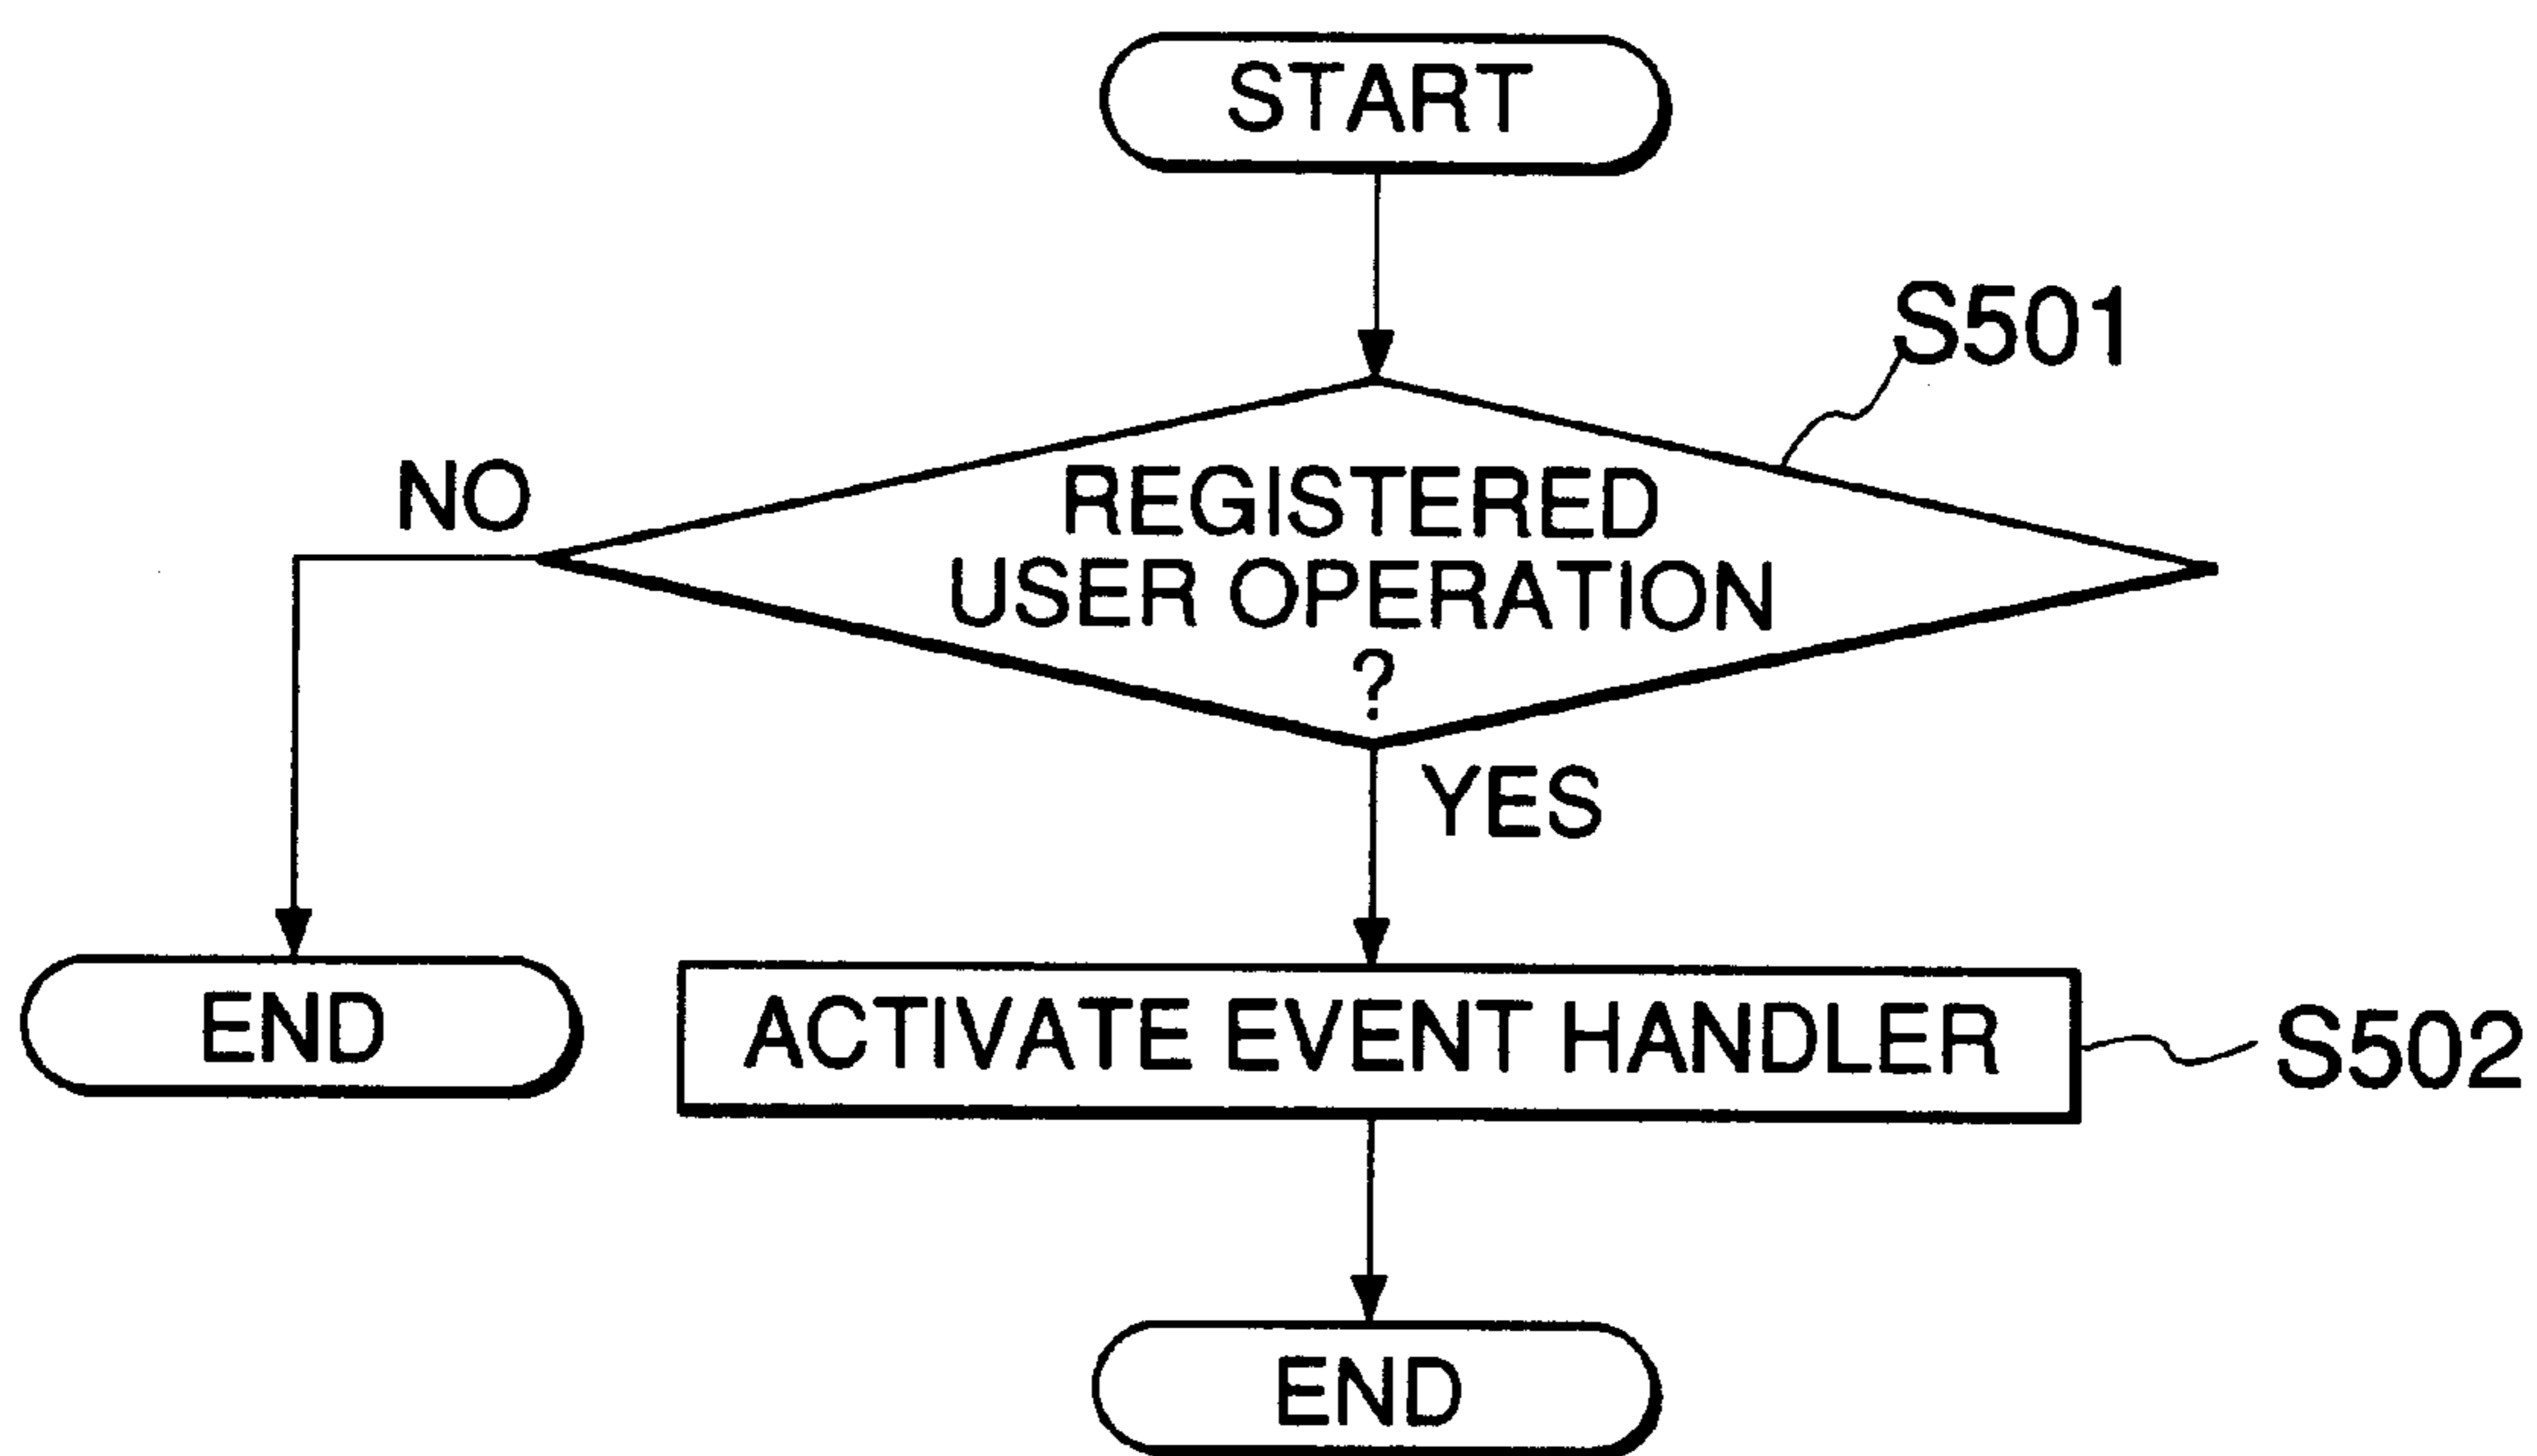 START
S501
NO
REGISTERED
USER OPERATION
?
YES
END
ACTIVATE EVENT HANDLER
S502
END